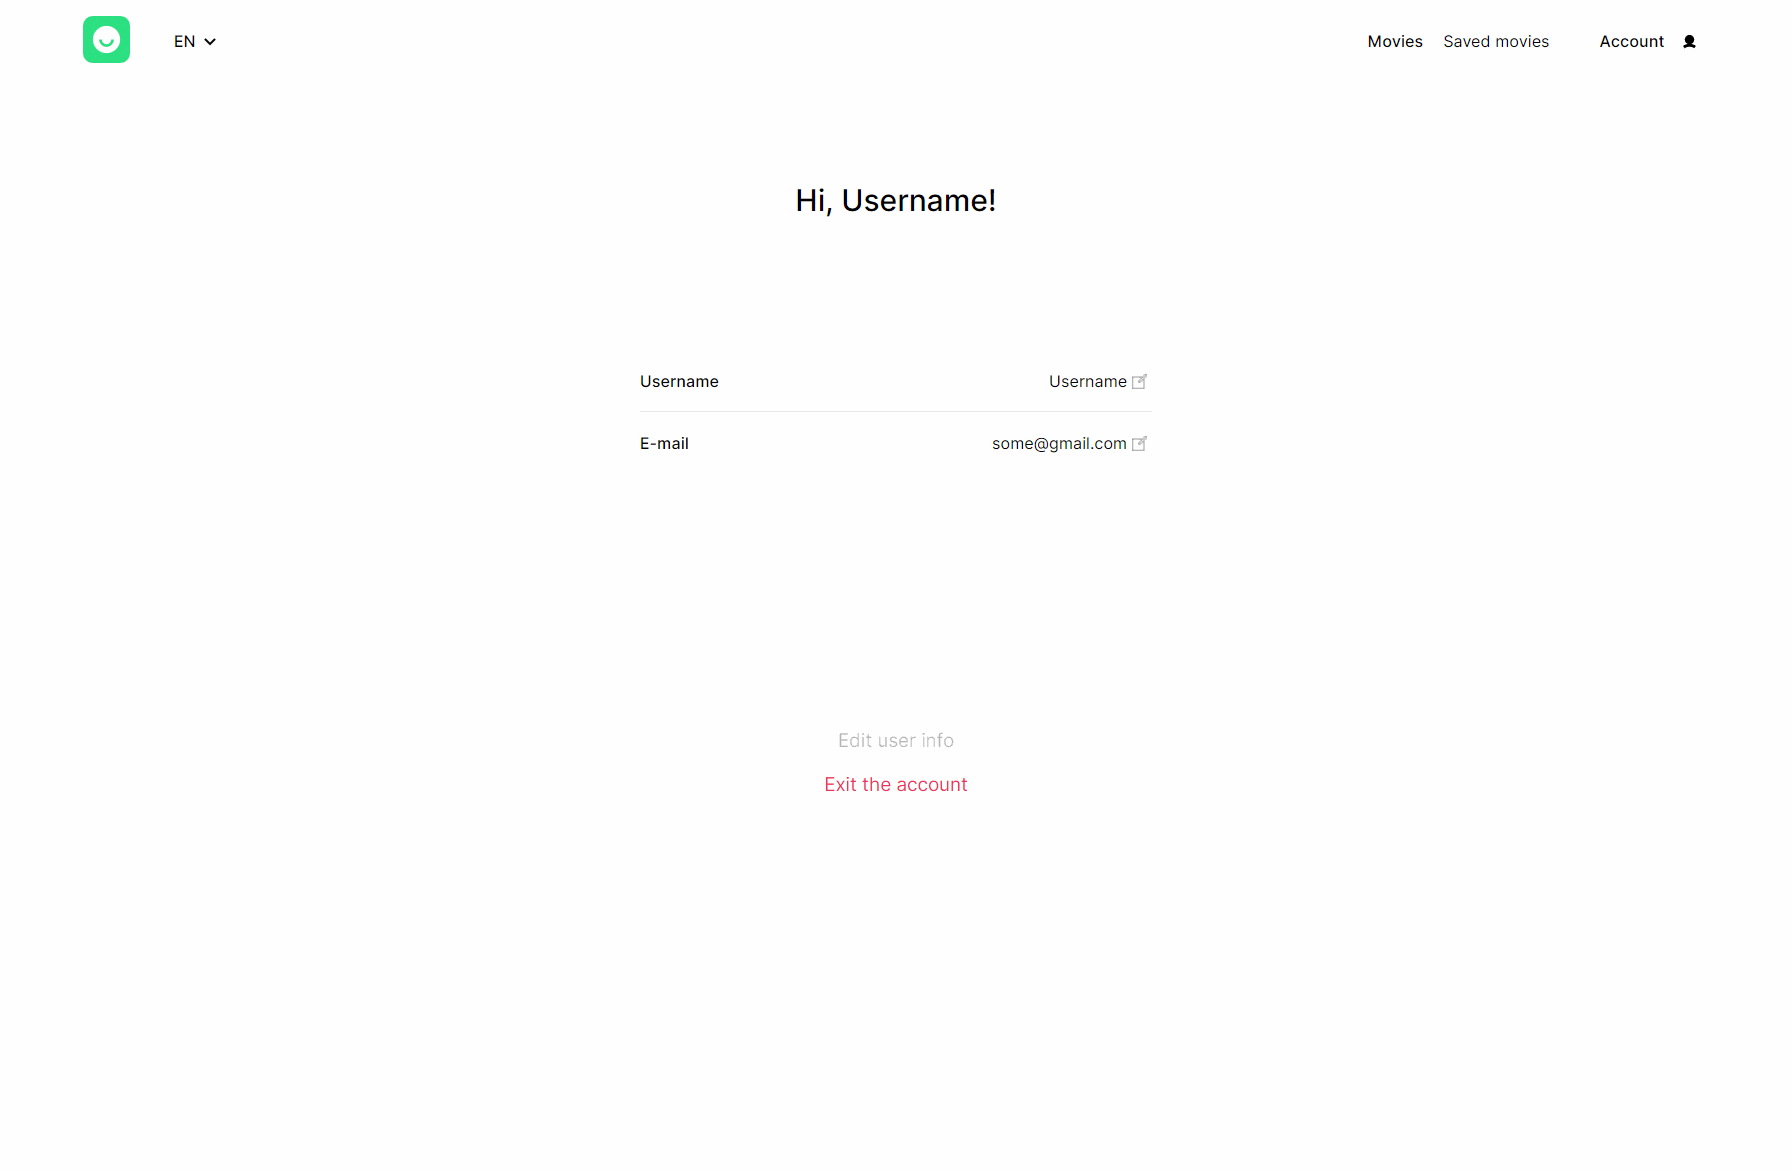 EN
Movies Saved movies Account
Hi, Username!
Username Username
E-mail some@gmail.com
Edit user info
Exit the account